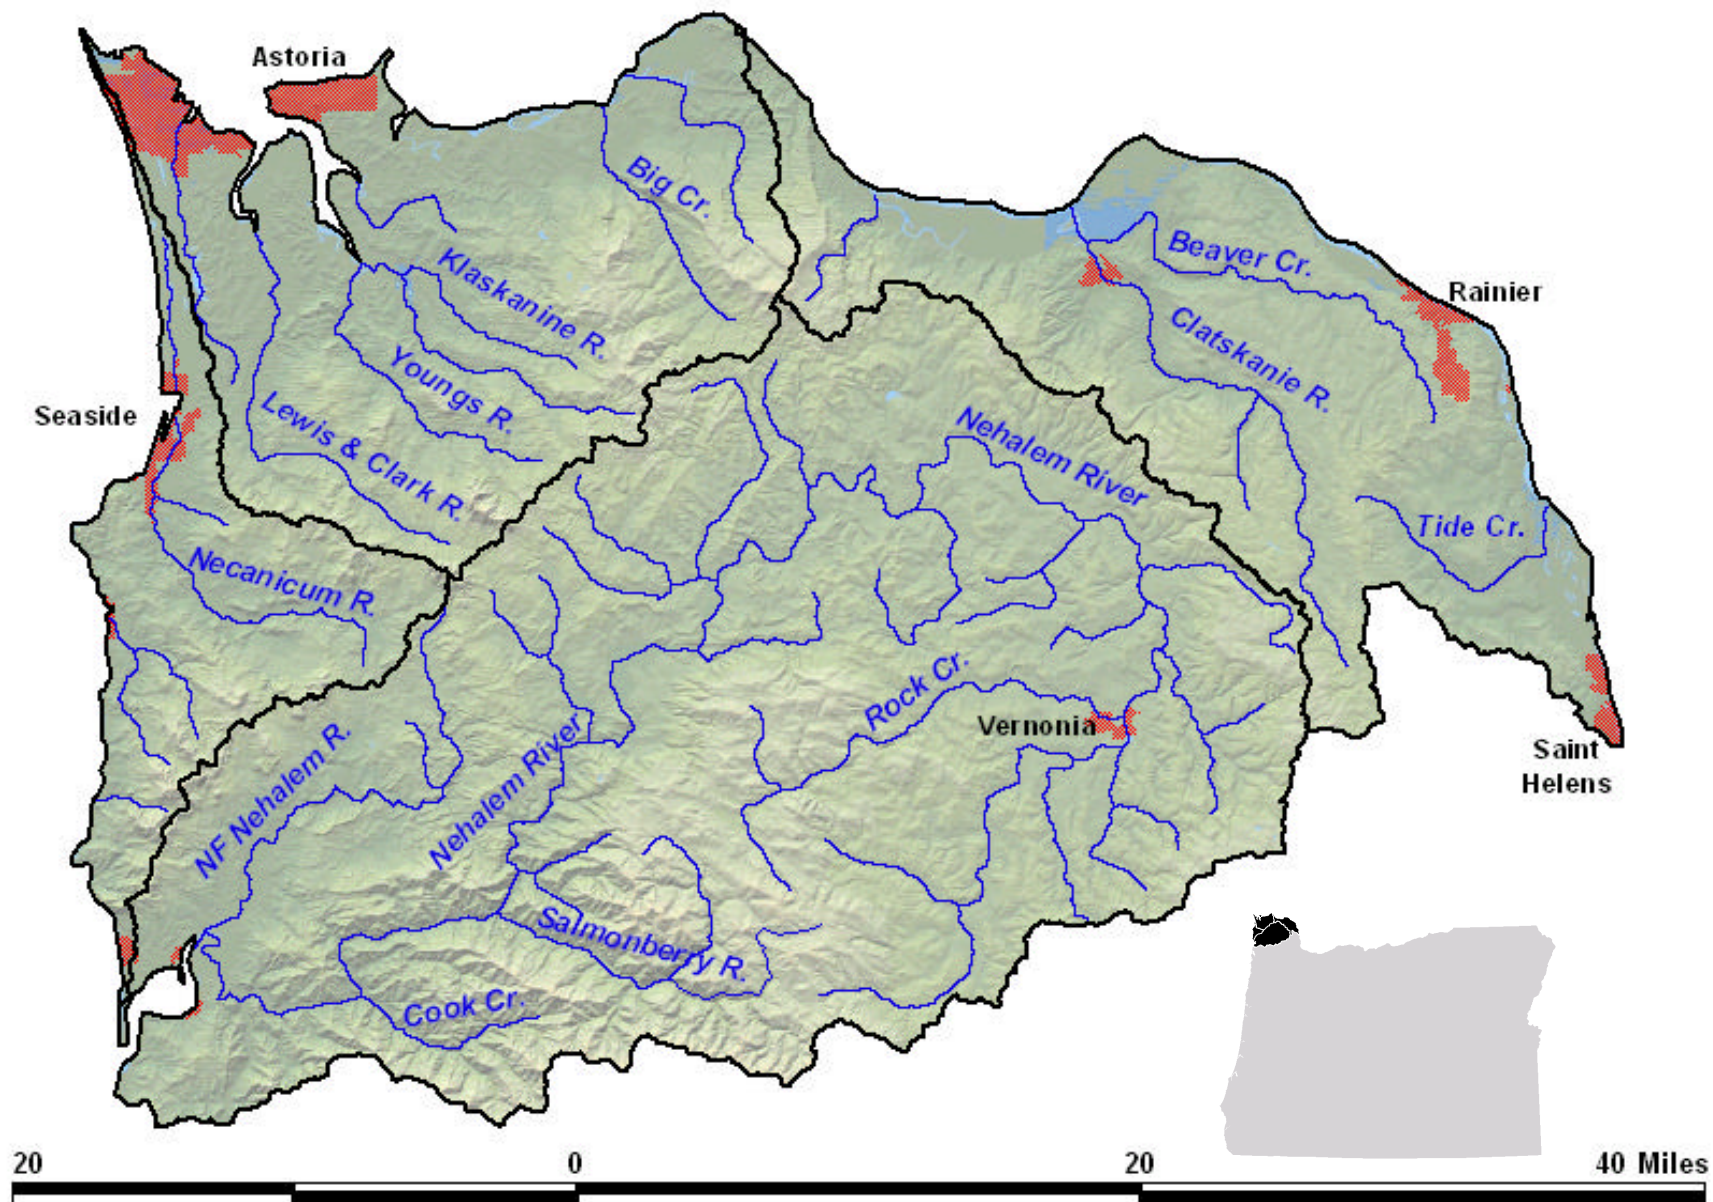 Astoria
Big Cr.
Beaver Cr.
Klaskanine R.
Rainier
Clatskanie R.
Youngs R.
Seaside
Lewis & Clark R.
Nehalem River
Tide Cr.
Necanicum R.
Rock Cr.
Vernonia
NF Nehalem R.
Nehalem River
Saint
Helens
Salmonberry R.
Cook Cr.
20 0 20 40 Miles